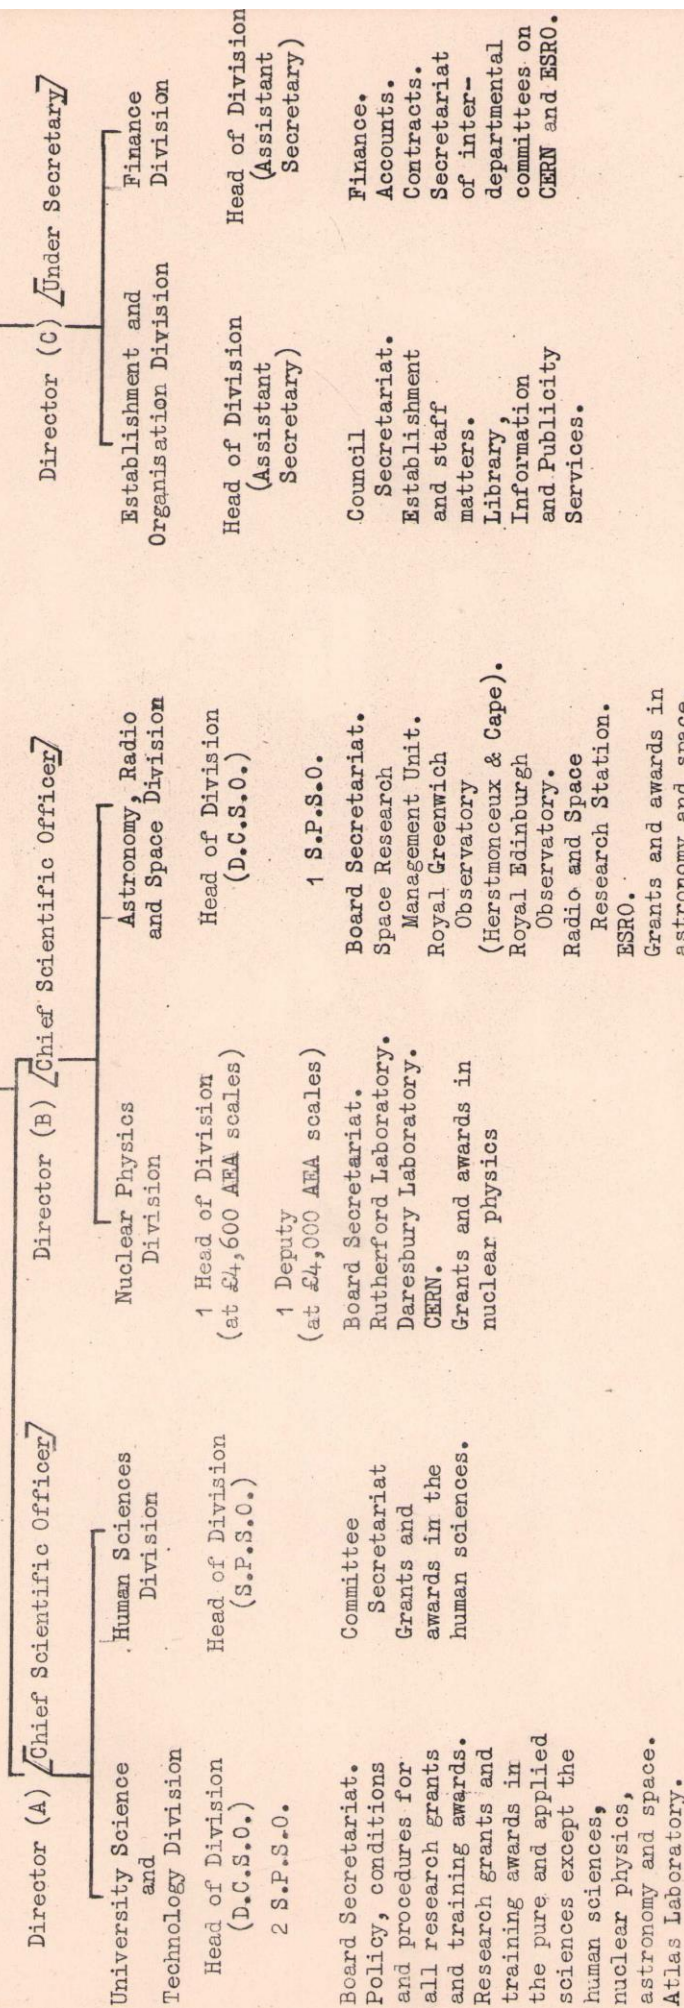 Director (A) [Chief Scientific Officer]
University Science
and
Technology Division
Head of Division
(D.C.S.O.)
2 S.P.S.O.
Board Secretariat.
Policy, conditions
and procedures for
all research grants
and training awards.
Research grants and
training awards in
the pure and applied
sciences except the
human sciences,
nuclear physics,
astronomy and space.
Atlas Laboratory.
Human Sciences
Division
Head of Division
(S.P.S.O.)
Committee
Secretariat
Grants and
awards in the
human sciences.
Director (B) [Chief Scientific Officer]
Nuclear Physics
Division
1 Head of Division
(at £4,600 AEA scales)
1 Deputy
(at £4,000 AEA scales)
Board Secretariat.
Rutherford Laboratory.
Daresbury Laboratory.
CERN.
Grants and awards in
nuclear physics
Astronomy, Radio
and Space Division
Head of Division
(D.C.S.O.)
1 S.P.S.O.
Board Secretariat.
Space Research
Management Unit.
Royal Greenwich
Observatory
(Herstmonceux & Cape).
Royal Edinburgh
Observatory.
Radio and Space
Research Station.
ESRO.
Grants and awards in
astronomy and space
Director (C) [Under Secretary]
Establishment and
Organisation Division
Head of Division
(Assistant
Secretary)
Council
Secretariat.
Establishment
and staff
matters.
Library,
Information
and Publicity
Services.
Finance
Division
Head of Division
(Assistant
Secretary)
Finance.
Accounts.
Contracts.
Secretariat
of inter-
departmental
committees on
CERN and ESRO.